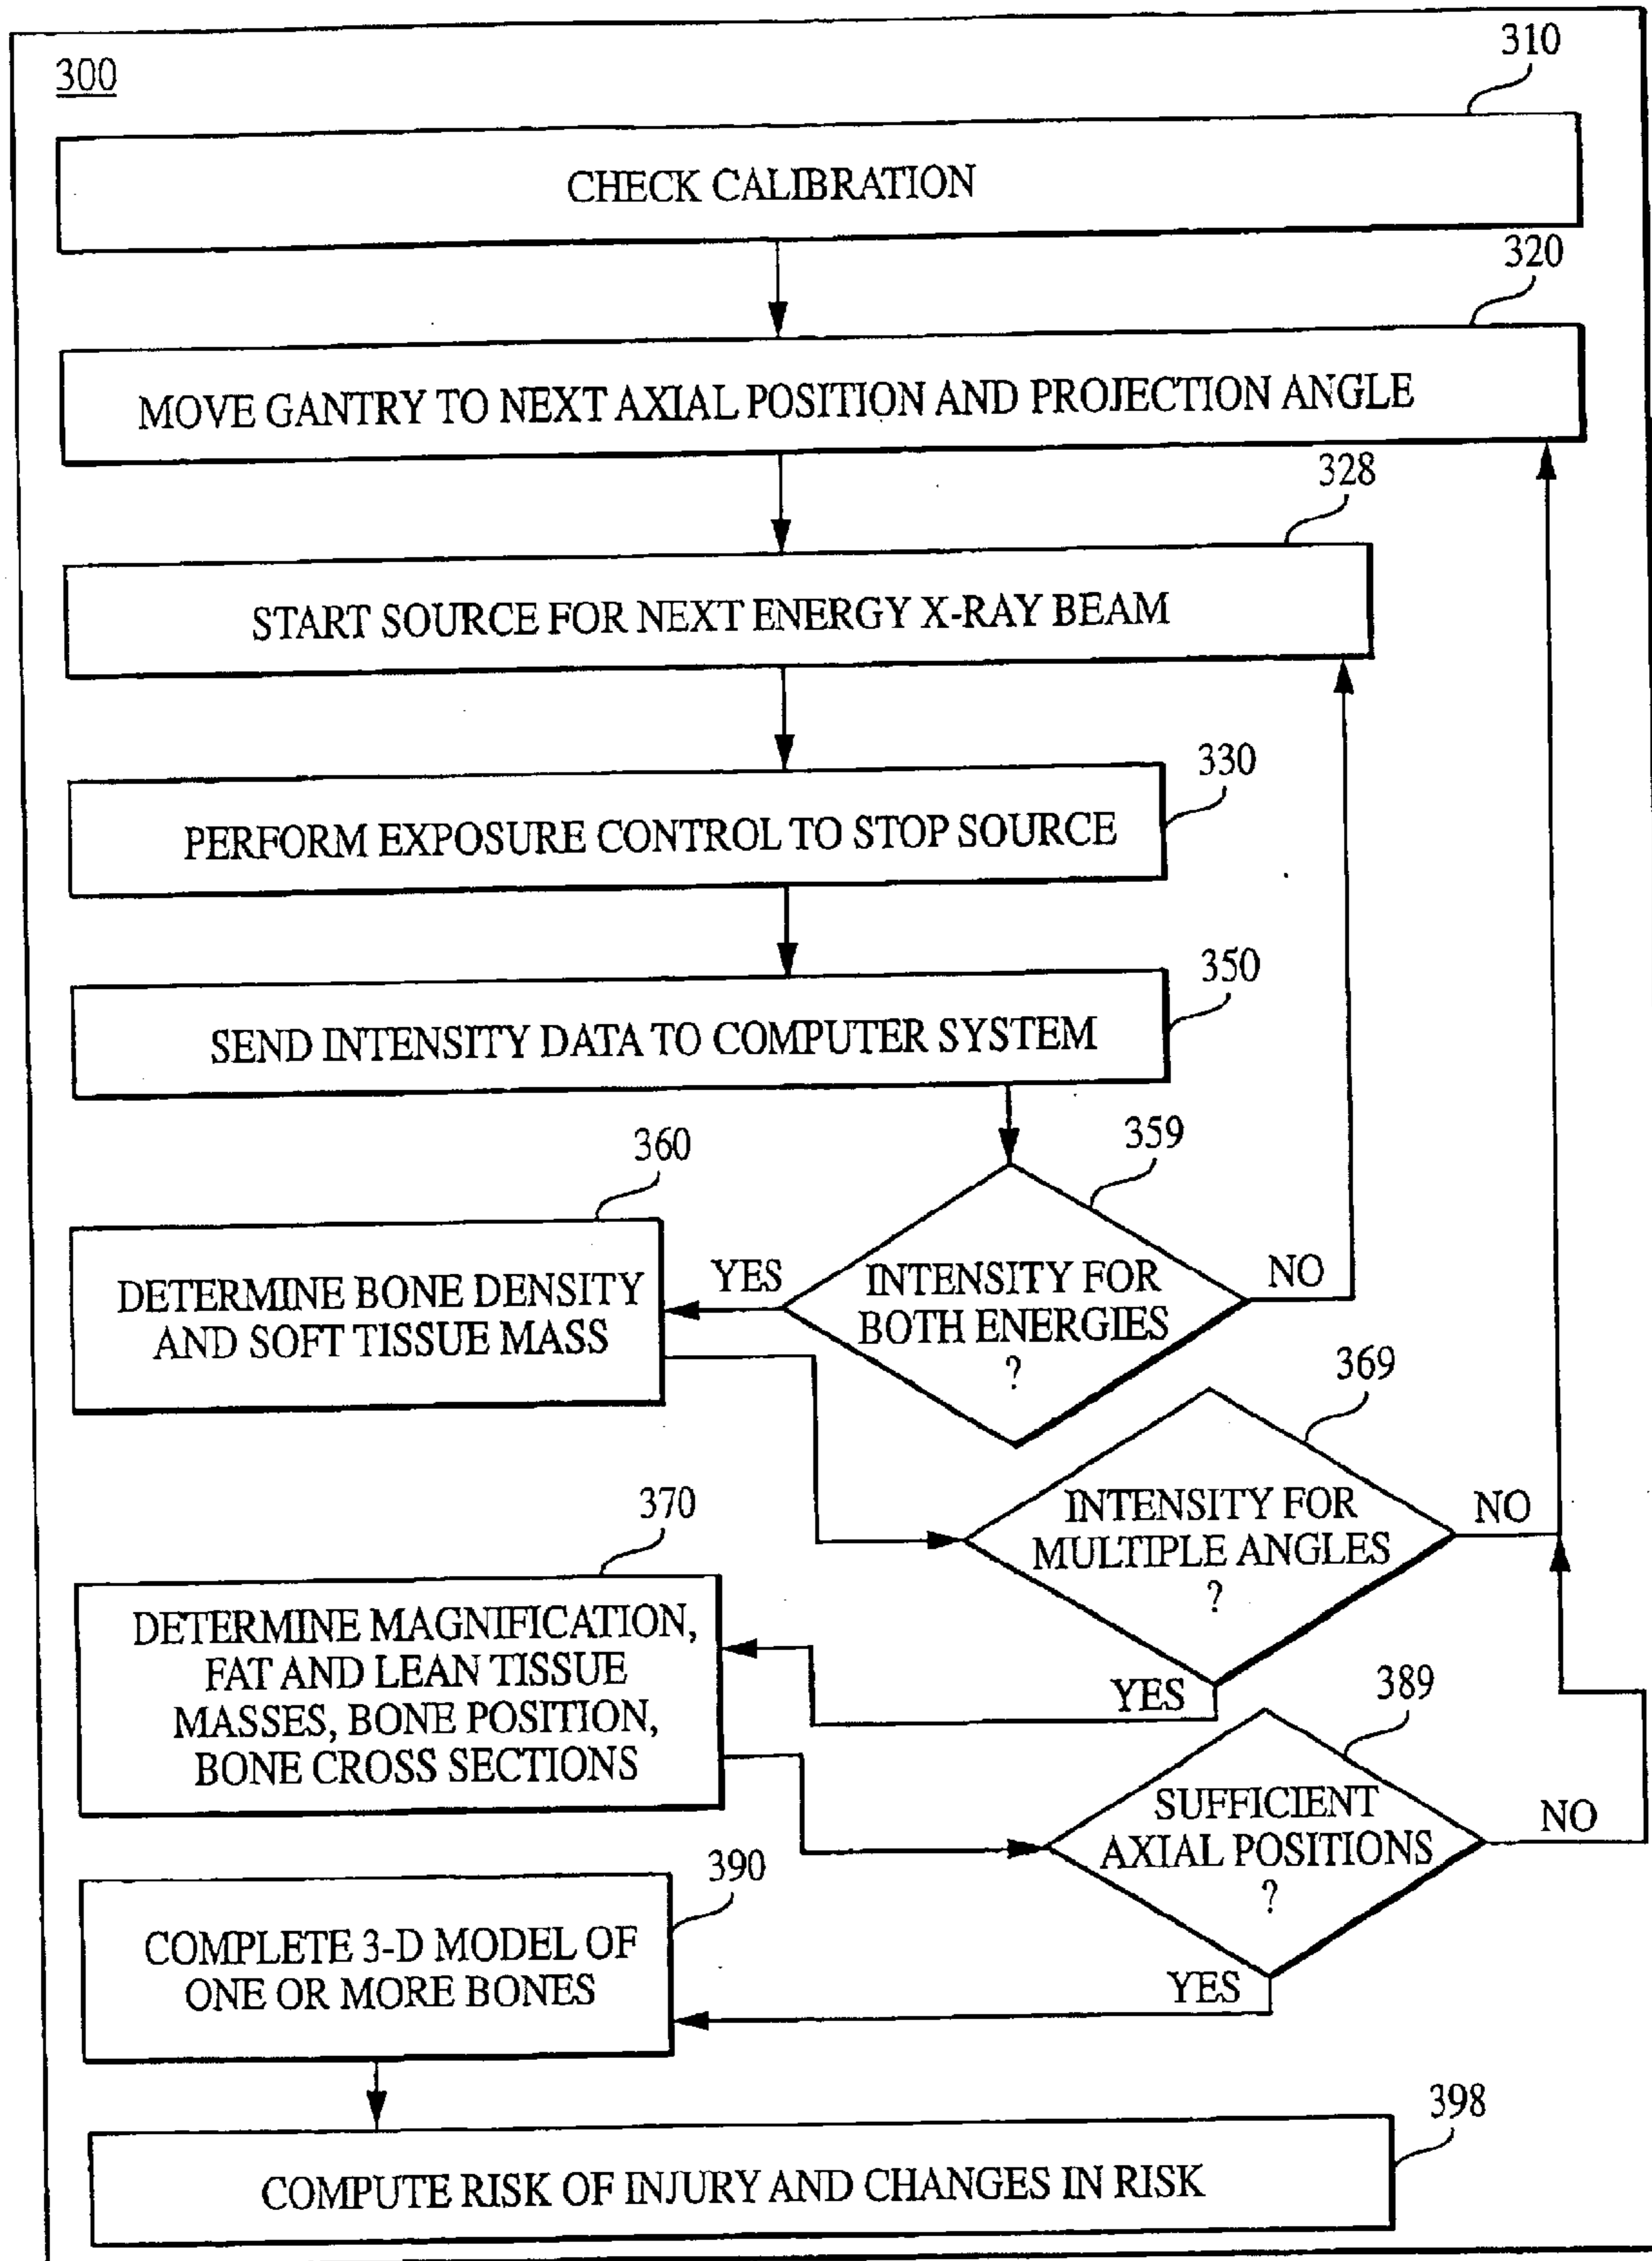 300
310
CHECK CALIBRATION
320
MOVE GANTRY TO NEXT AXIAL POSITION AND PROJECTION ANGLE
328
START SOURCE FOR NEXT ENERGY X-RAY BEAM
330
PERFORM EXPOSURE CONTROL TO STOP SOURCE
350
SEND INTENSITY DATA TO COMPUTER SYSTEM
359
INTENSITY FOR
BOTH ENERGIES
?
YES
NO
360
DETERMINE BONE DENSITY
AND SOFT TISSUE MASS
369
INTENSITY FOR
MULTIPLE ANGLES
?
NO
YES
370
DETERMINE MAGNIFICATION,
FAT AND LEAN TISSUE
MASSES, BONE POSITION,
BONE CROSS SECTIONS
389
SUFFICIENT
AXIAL POSITIONS
?
NO
YES
390
COMPLETE 3-D MODEL OF
ONE OR MORE BONES
398
COMPUTE RISK OF INJURY AND CHANGES IN RISK